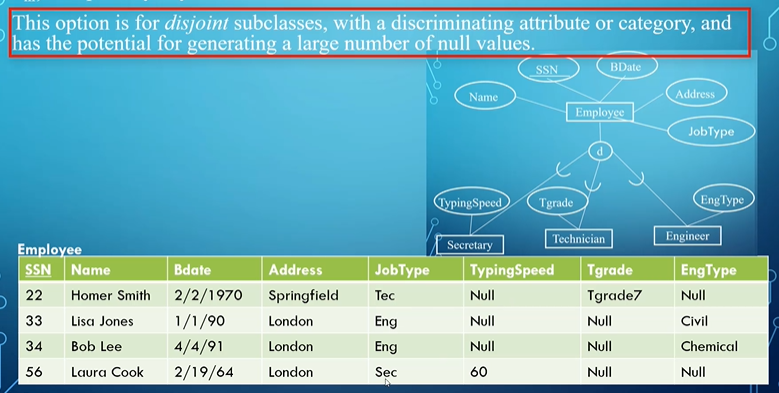 This option is for disjoint subclasses, with a discriminating attribute or category, and
has the potential for generating a large number of null values.
SSN
BDate
Name
Address
Employee
JobType
d
TypingSpeed
Tgrade
EngType
Secretary
Technician
Engineer
Employee
SSN Name Bdate Address JobType TypingSpeed Tgrade EngType
22 Homer Smith 2/2/1970 Springfield Tec Null Tgrade7 Null
33 Lisa Jones 1/1/90 London Eng Null Null Civil
34 Bob Lee 4/4/91 London Eng Null Null Chemical
56 Laura Cook 2/19/64 London Sec 60 Null Null